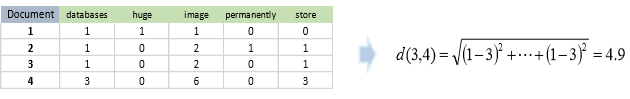 Document databases huge image permanently store
1 1 1 1 0 0
2 1 0 2 1 1
3 1 0 2 0 1
4 3 0 6 0 3
d(3,4) = √(1−3)² +⋯+(1−3)² = 4.9